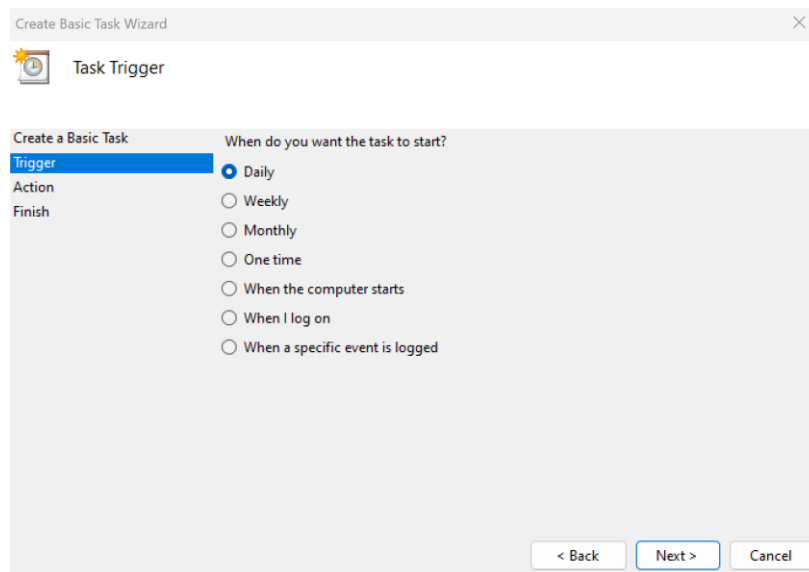 Create Basic Task Wizard
Task Trigger
Create a Basic Task
Trigger
Action
Finish
When do you want the task to start?
Daily
Weekly
Monthly
One time
When the computer starts
When I log on
When a specific event is logged
< Back
Next >
Cancel